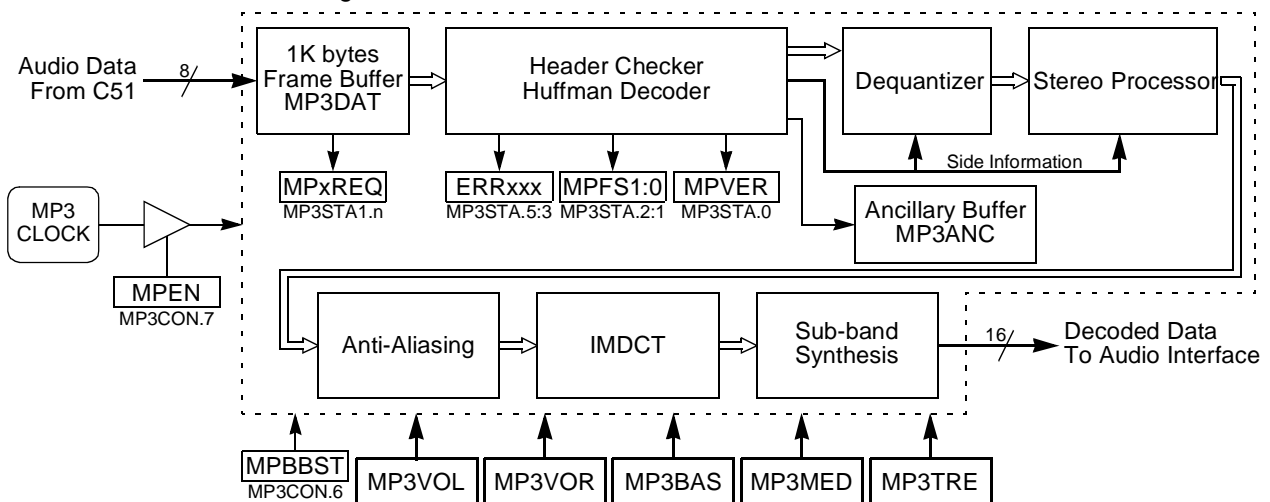 Audio Data
From C51
8
1K bytes
Frame Buffer
MP3DAT
Header Checker
Huffman Decoder
Dequantizer
Stereo Processor
Side Information
MPxREQ
MP3STA1.n
ERRxxx
MP3STA.5:3
MPFS1:0
MP3STA.2:1
MPVER
MP3STA.0
Ancillary Buffer
MP3ANC
MP3
CLOCK
MPEN
MP3CON.7
Anti-Aliasing
IMDCT
Sub-band
Synthesis
16
Decoded Data
To Audio Interface
MPBBST
MP3CON.6
MP3VOL
MP3VOR
MP3BAS
MP3MED
MP3TRE